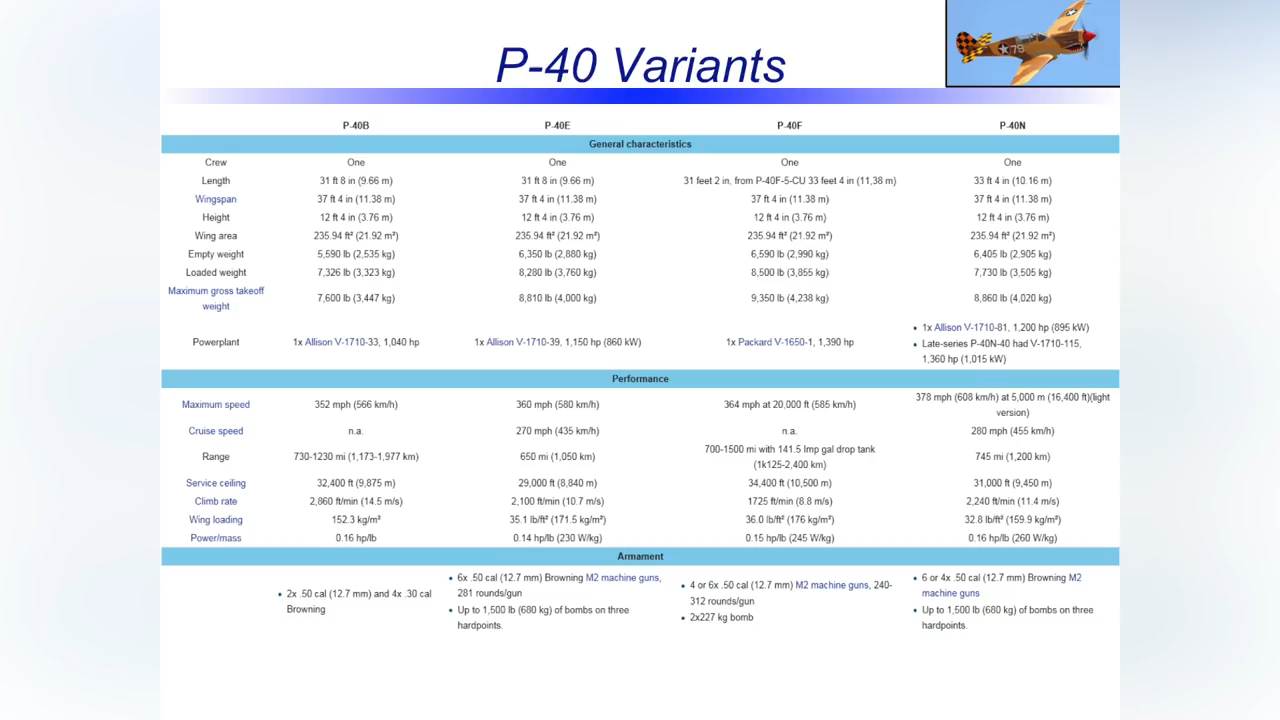 P-40 Variants
79
P-40B P-40E P-40F P-40N
General characteristics
Crew One One One One
Length 31 ft 8 in (9.66 m) 31 ft 8 in (9.66 m) 31 feet 2 in, from P-40F-5-CU 33 feet 4 in (11,38 m) 33 ft 4 in (10.16 m)
Wingspan 37 ft 4 in (11.38 m) 37 ft 4 in (11.38 m) 37 ft 4 in (11.38 m) 37 ft 4 in (11.38 m)
Height 12 ft 4 in (3.76 m) 12 ft 4 in (3.76 m) 12 ft 4 in (3.76 m) 12 ft 4 in (3.76 m)
Wing area 235.94 ft² (21.92 m²) 235.94 ft² (21.92 m²) 235.94 ft² (21.92 m²) 235.94 ft² (21.92 m²)
Empty weight 5,590 lb (2,535 kg) 6,350 lb (2,880 kg) 6,590 lb (2,990 kg) 6,405 lb (2,905 kg)
Loaded weight 7,326 lb (3,323 kg) 8,280 lb (3,760 kg) 8,500 lb (3,855 kg) 7,730 lb (3,505 kg)
Maximum gross takeoff
weight 7,600 lb (3,447 kg) 8,810 lb (4,000 kg) 9,350 lb (4,238 kg) 8,860 lb (4,020 kg)
Powerplant 1x Allison V-1710-33, 1,040 hp 1x Allison V-1710-39, 1,150 hp (860 kW) 1x Packard V-1650-1, 1,390 hp
• 1x Allison V-1710-81, 1,200 hp (895 kW)
• Late-series P-40N-40 had V-1710-115,
1,360 hp (1,015 kW)
Performance
Maximum speed 352 mph (566 km/h) 360 mph (580 km/h) 364 mph at 20,000 ft (585 km/h) 378 mph (608 km/h) at 5,000 m (16,400 ft)(light
version)
Cruise speed n.a. 270 mph (435 km/h) n.a. 280 mph (455 km/h)
Range 730-1230 mi (1,173-1,977 km) 650 mi (1,050 km) 700-1500 mi with 141.5 Imp gal drop tank
(1k125-2,400 km) 745 mi (1,200 km)
Service ceiling 32,400 ft (9,875 m) 29,000 ft (8,840 m) 34,400 ft (10,500 m) 31,000 ft (9,450 m)
Climb rate 2,860 ft/min (14.5 m/s) 2,100 ft/min (10.7 m/s) 1725 ft/min (8.8 m/s) 2,240 ft/min (11.4 m/s)
Wing loading 152.3 kg/m² 35.1 lb/ft² (171.5 kg/m²) 36.0 lb/ft² (176 kg/m²) 32.8 lb/ft² (159.9 kg/m²)
Power/mass 0.16 hp/lb 0.14 hp/lb (230 W/kg) 0.15 hp/lb (245 W/kg) 0.16 hp/lb (260 W/kg)
Armament
• 2x .50 cal (12.7 mm) and 4x .30 cal
Browning
• 6x .50 cal (12.7 mm) Browning M2 machine guns,
281 rounds/gun
• Up to 1,500 lb (680 kg) of bombs on three
hardpoints.
• 4 or 6x .50 cal (12.7 mm) M2 machine guns, 240-
312 rounds/gun
• 2x227 kg bomb
• 6 or 4x .50 cal (12.7 mm) Browning M2
machine guns
• Up to 1,500 lb (680 kg) of bombs on three
hardpoints.